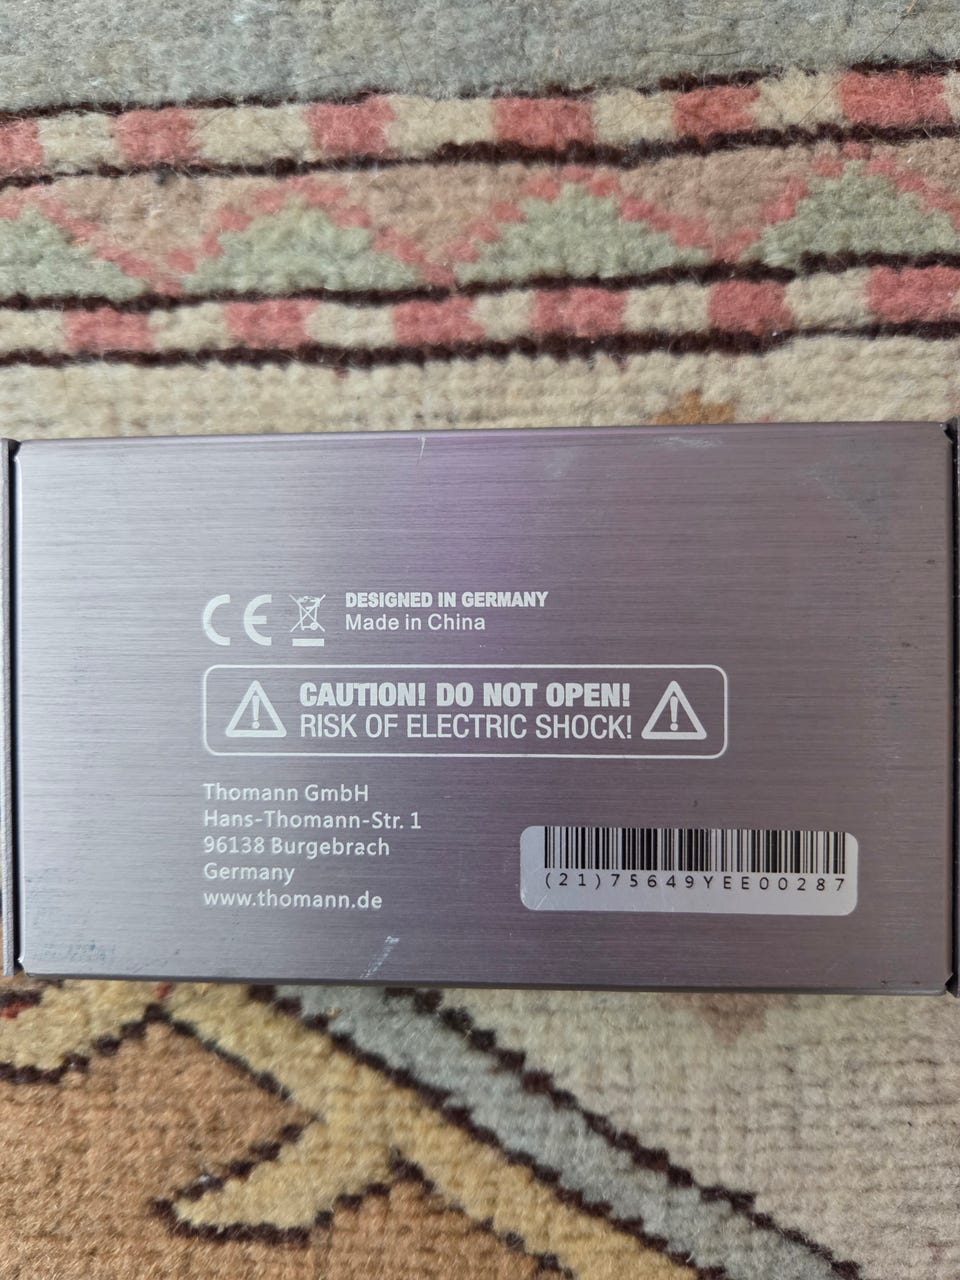 CE DESIGNED IN GERMANY
Made in China
CAUTION! DO NOT OPEN!
RISK OF ELECTRIC SHOCK!
Thomann GmbH
Hans-Thomann-Str. 1
96138 Burgebrach
Germany
www.thomann.de
(21)75649YEE00287